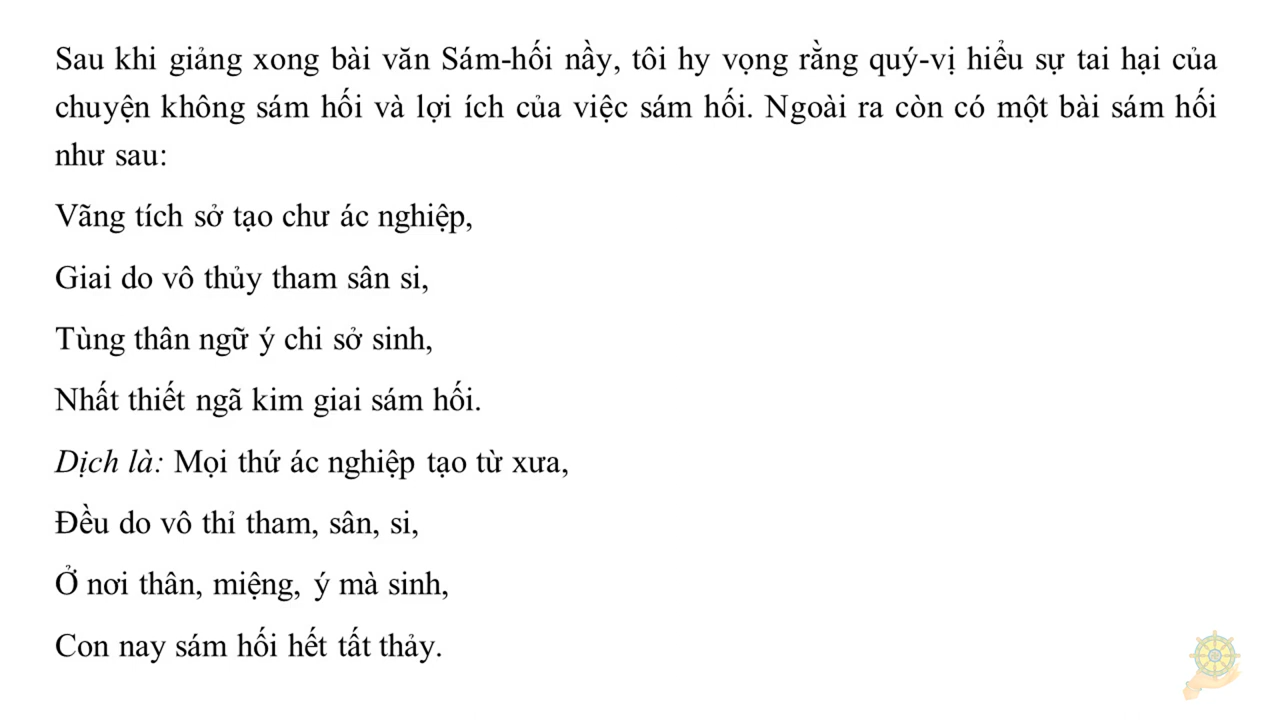 Sau khi giảng xong bài văn Sám-hối nầy, tôi hy vọng rằng quý-vị hiểu sự tai hại của
chuyện không sám hối và lợi ích của việc sám hối. Ngoài ra còn có một bài sám hối
như sau:
Vãng tích sở tạo chư ác nghiệp,
Giai do vô thủy tham sân si,
Tùng thân ngữ ý chi sở sinh,
Nhất thiết ngã kim giai sám hối.
Dịch là: Mọi thứ ác nghiệp tạo từ xưa,
Đều do vô thỉ tham, sân, si,
Ở nơi thân, miệng, ý mà sinh,
Con nay sám hối hết tất thảy.